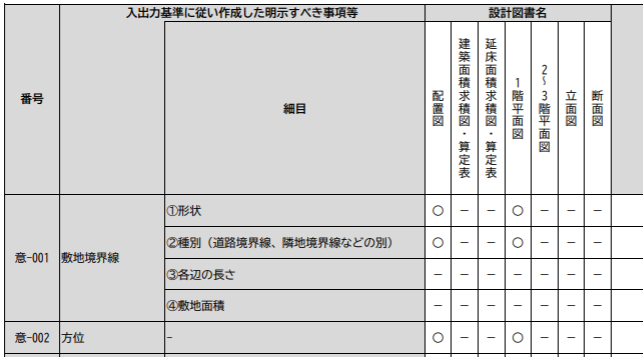 入出力基準に従い作成した明示すべき事項等 設計図書名
番号 細目 配置図 建築面積求積図・算定表 延床面積求積図・算定表 1階平面図 2~3階平面図 立面図 断面図
①形状 ○ － － ○ － － －
意-001 敷地境界線 ②種別（道路境界線、隣地境界線などの別） ○ － － ○ － － －
③各辺の長さ － － － － － － －
④敷地面積 － － － － － － －
意-002 方位 - ○ － － ○ － － －